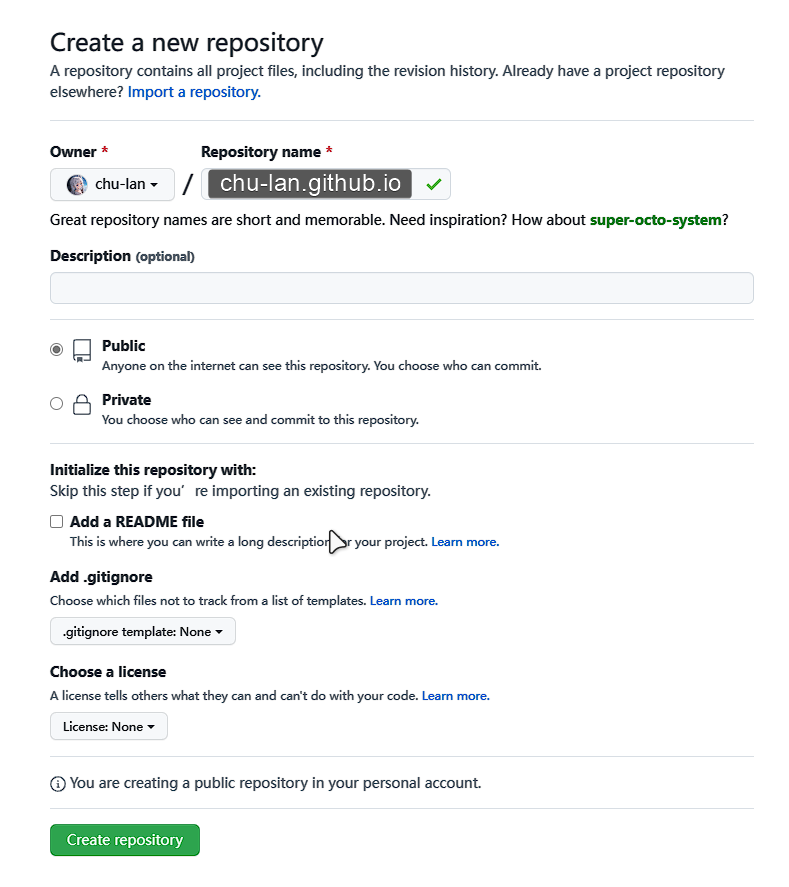 Create a new repository
A repository contains all project files, including the revision history. Already have a project repository
elsewhere? Import a repository.
Owner * Repository name *
chu-lan / chu-lan.github.io
Great repository names are short and memorable. Need inspiration? How about super-octo-system?
Description (optional)
Public
Anyone on the internet can see this repository. You choose who can commit.
Private
You choose who can see and commit to this repository.
Initialize this repository with:
Skip this step if you’re importing an existing repository.
Add a README file
This is where you can write a long description your project. Learn more.
Add .gitignore
Choose which files not to track from a list of templates. Learn more.
.gitignore template: None
Choose a license
A license tells others what they can and can't do with your code. Learn more.
License: None
You are creating a public repository in your personal account.
Create repository